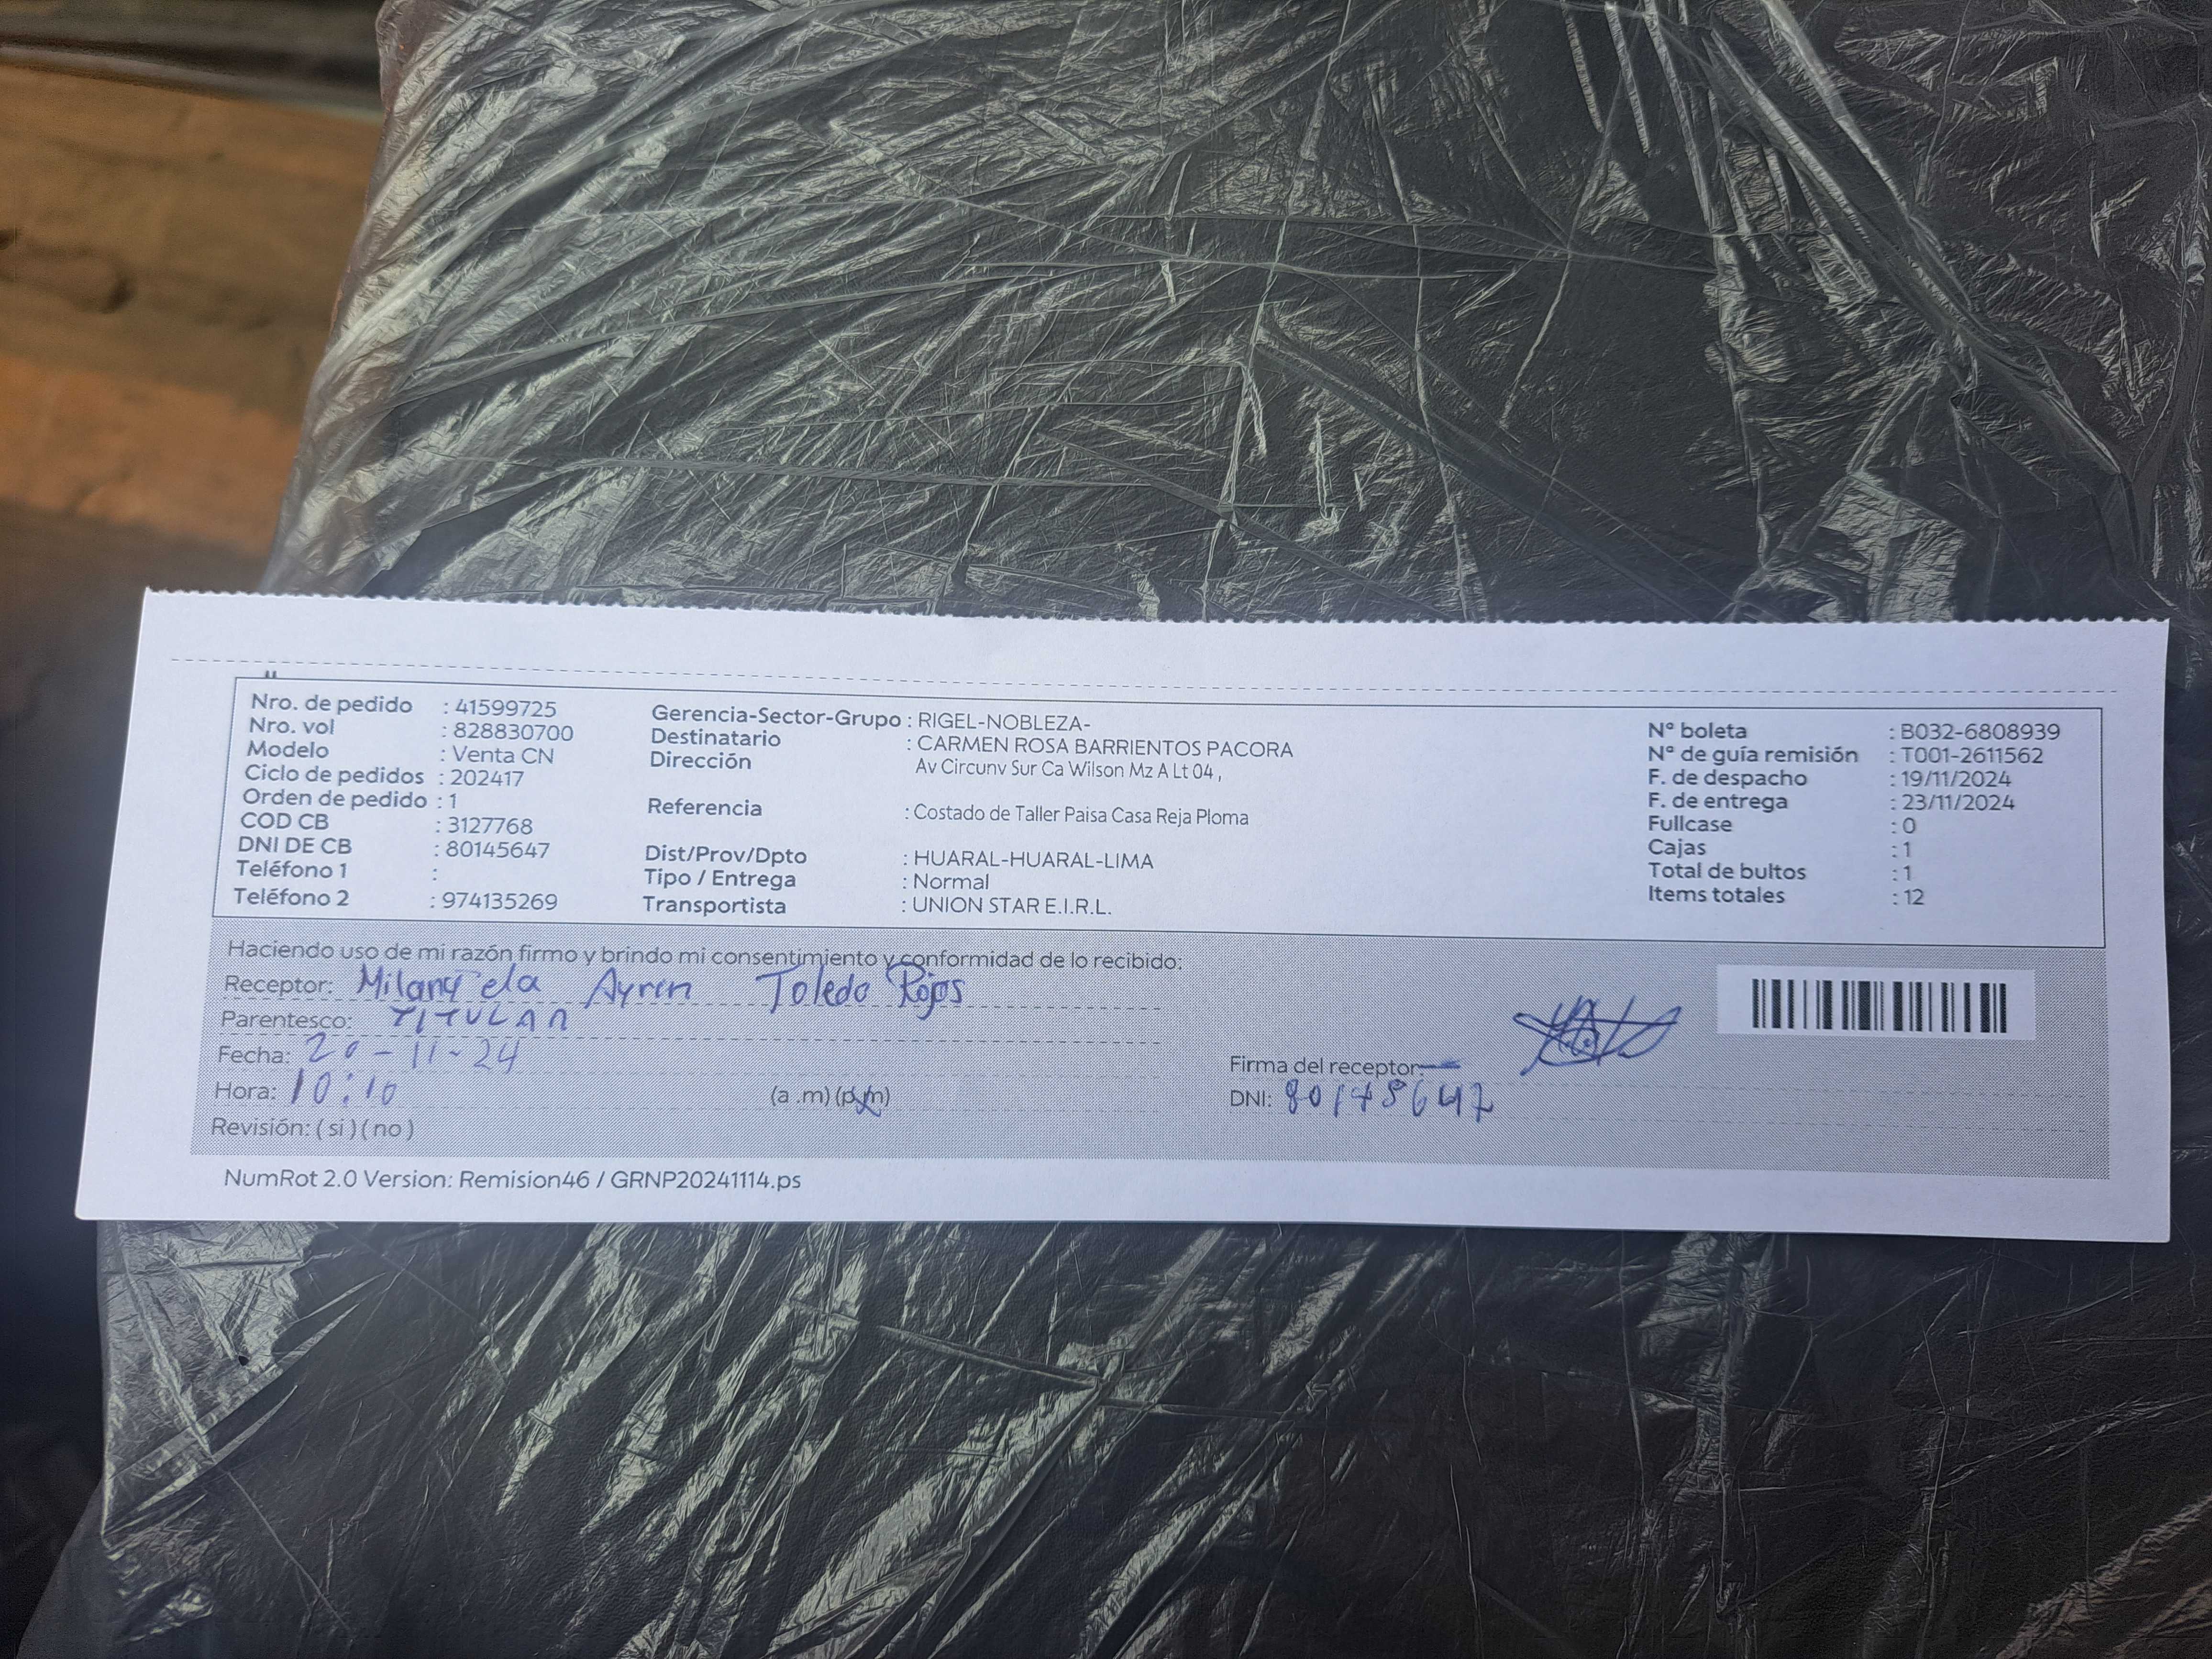 Nro. de pedido : 41599725
Nro. vol : 828830700
Modelo : Venta CN
Ciclo de pedidos : 202417
Orden de pedido : 1
COD CB : 3127768
DNI DE CB : 80145647
Teléfono 1 :
Teléfono 2 : 974135269
Gerencia-Sector-Grupo : RIGEL-NOBLEZA-
Destinatario : CARMEN ROSA BARRIENTOS PACORA
Dirección Av Circunv Sur Ca Wilson Mz A Lt 04 ,
Referencia : Costado de Taller Paisa Casa Reja Ploma
Dist/Prov/Dpto : HUARAL-HUARAL-LIMA
Tipo / Entrega : Normal
Transportista : UNION STAR E.I.R.L.
Nº boleta : B032-6808939
Nº de guía remisión : T001-2611562
F. de despacho : 19/11/2024
F. de entrega : 23/11/2024
Fullcase : 0
Cajas : 1
Total de bultos : 1
Items totales : 12
Haciendo uso de mi razón firmo y brindo mi consentimiento y conformidad de lo recibido:
Receptor: Toledo Rojas
Parentesco: TITULAR
Fecha: 20-11-24
Hora: 10:10 (a .m) (p.m)
Revisión: ( si ) ( no )
Firma del receptor:
DNI:
NumRot 2.0 Version: Remision46 / GRNP20241114.ps